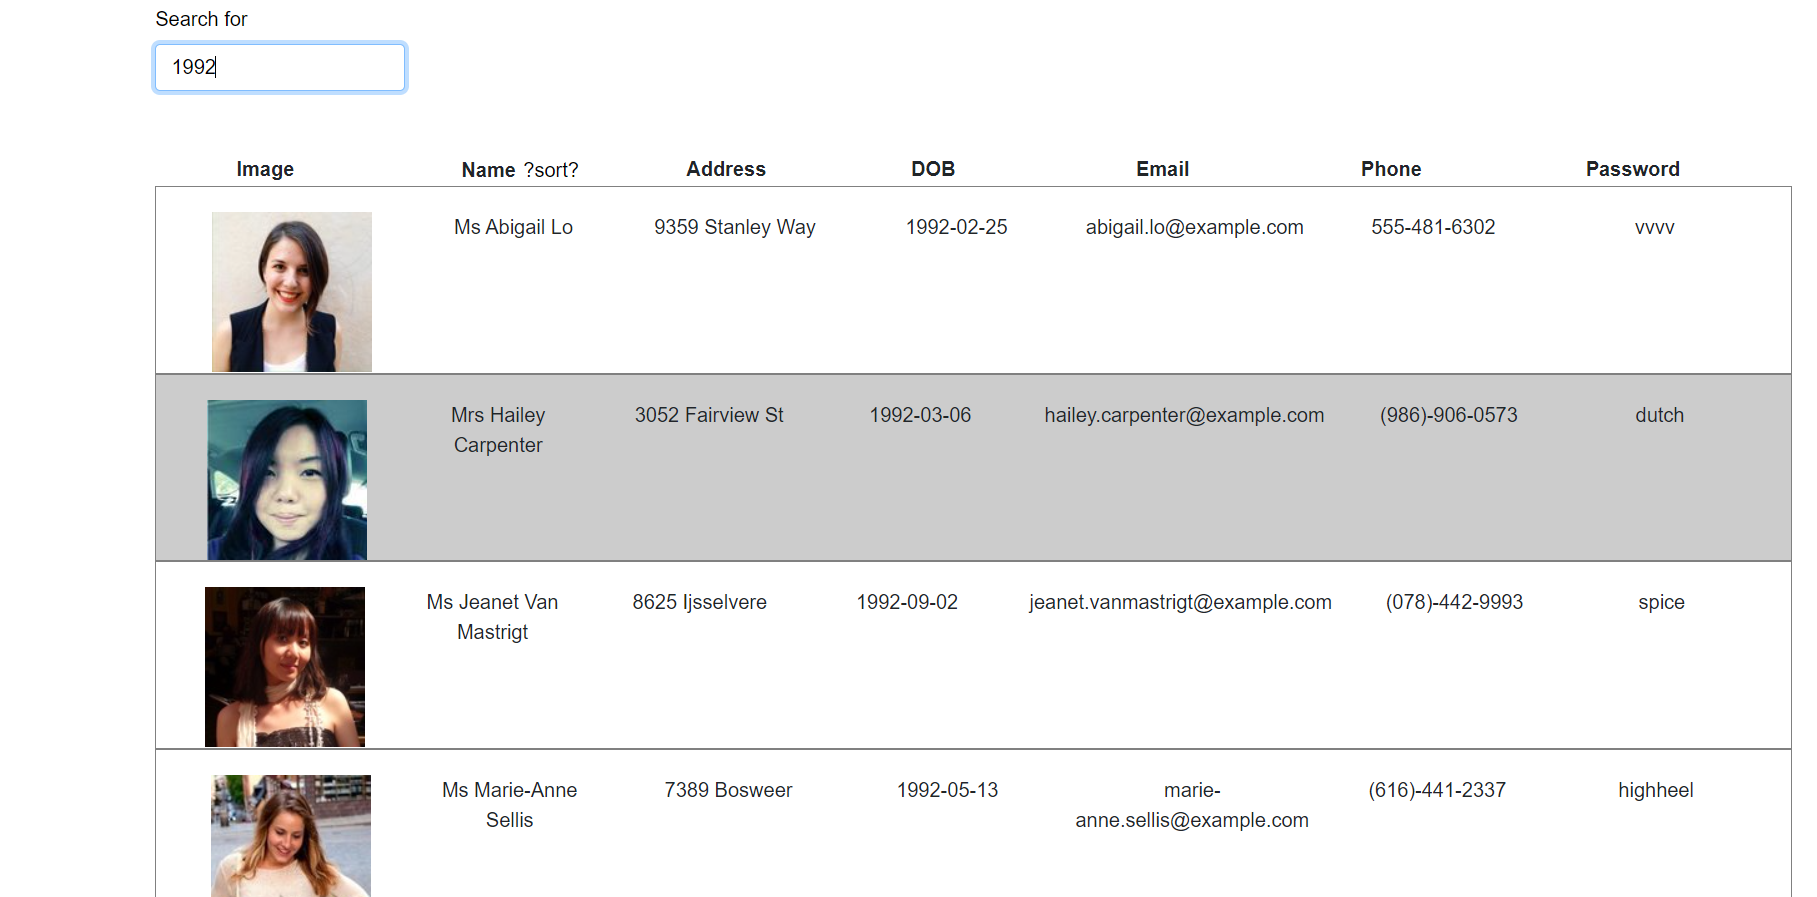 Search for
1992
Image Name ?sort? Address DOB Email Phone Password
Ms Abigail Lo 9359 Stanley Way 1992-02-25 abigail.lo@example.com 555-481-6302 vvvv
Mrs Hailey 3052 Fairview St 1992-03-06 hailey.carpenter@example.com (986)-906-0573 dutch
Carpenter
Ms Jeanet Van 8625 Ijsselvere 1992-09-02 jeanet.vanmastrigt@example.com (078)-442-9993 spice
Mastrigt
Ms Marie-Anne 7389 Bosweer 1992-05-13 marie- (616)-441-2337 highheel
Sellis anne.sellis@example.com